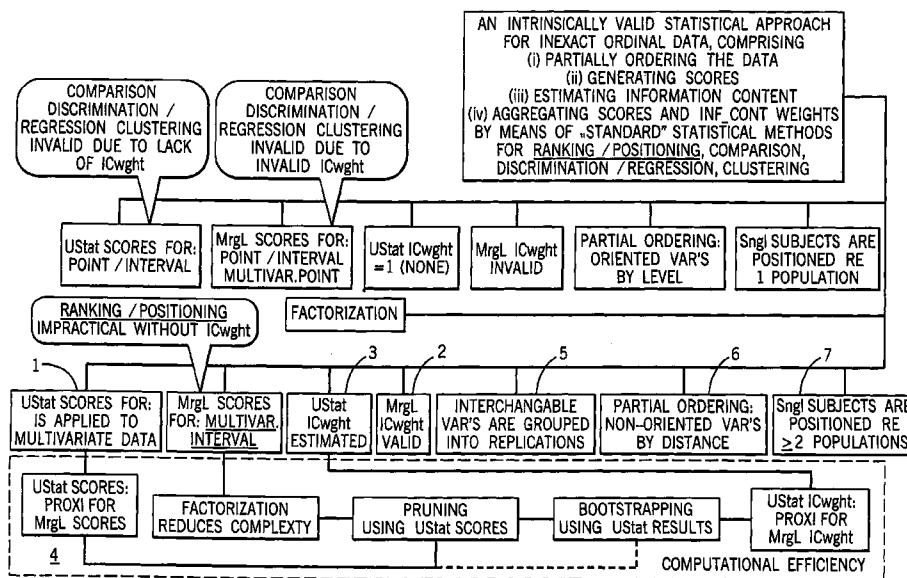 AN INTRINSICALLY VALID STATISTICAL APPROACH
FOR INEXACT ORDINAL DATA, COMPRISING
(i) PARTIALLY ORDERING THE DATA
(ii) GENERATING SCORES
(iii) ESTIMATING INFORMATION CONTENT
(iv) AGGREGATING SCORES AND INF_CONT WEIGHTS
BY MEANS OF „STANDARD" STATISTICAL METHODS
FOR RANKING / POSITIONING, COMPARISON,
DISCRIMINATION / REGRESSION, CLUSTERING
COMPARISON
DISCRIMINATION /
REGRESSION CLUSTERING
INVALID DUE TO LACK
OF ICwght
COMPARISON
DISCRIMINATION /
REGRESSION CLUSTERING
INVALID DUE TO
INVALID ICwght
UStat SCORES FOR:
POINT / INTERVAL
MrgL SCORES FOR:
POINT / INTERVAL
MULTIVAR.POINT
UStat ICwght
=1 (NONE)
MrgL ICwght
INVALID
PARTIAL ORDERING:
ORIENTED VAR'S
BY LEVEL
Sngl SUBJECTS ARE
POSITIONED RE
1 POPULATION
RANKING / POSITIONING
IMPRACTICAL WITHOUT ICwght
FACTORIZATION
1
3
2
5
6
7
UStat SCORES FOR:
IS APPLIED TO
MULTIVARIATE DATA
MrgL SCORES
FOR: MULTIVAR.
INTERVAL
UStat
ICwght
ESTIMATED
MrgL
ICwght
VALID
INTERCHANGABLE
VAR'S ARE GROUPED
INTO REPLICATIONS
PARTIAL ORDERING:
NON–ORIENTED VAR'S
BY DISTANCE
Sngl SUBJECTS ARE
POSITIONED RE
≥2 POPULATIONS
UStat SCORES:
PROXI FOR
MrgL SCORES
FACTORIZATION
REDUCES COMPLEXTY
PRUNING
USING UStat SCORES
BOOTSTRAPPING
USING UStat RESULTS
UStat ICwght:
PROXI FOR
MrgL ICwght
4
COMPUTATIONAL EFFICIENCY